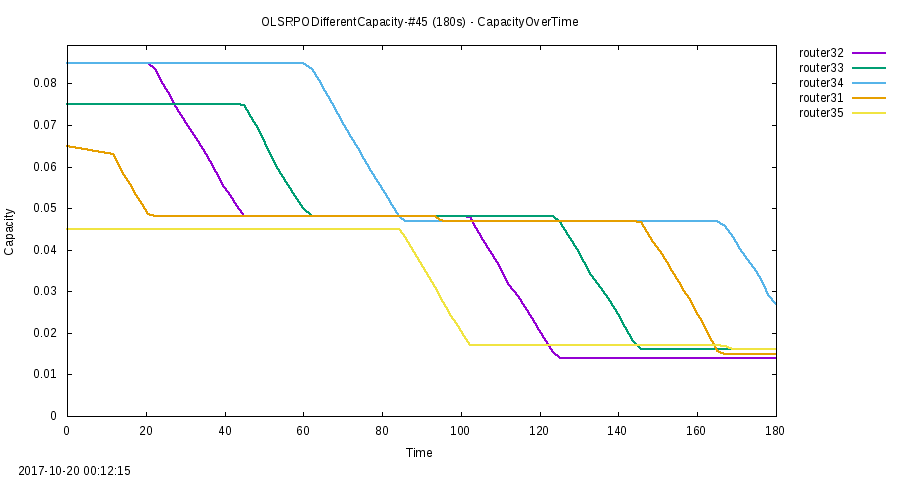 OLSRPODifferentCapacity-#45 (180s) - CapacityOverTime
router32
router33
router34
router31
router35
0.08
0.07
0.06
0.05
0.04
0.03
0.02
0.01
0
Capacity
0 20 40 60 80 100 120 140 160 180
Time
2017-10-20 00:12:15